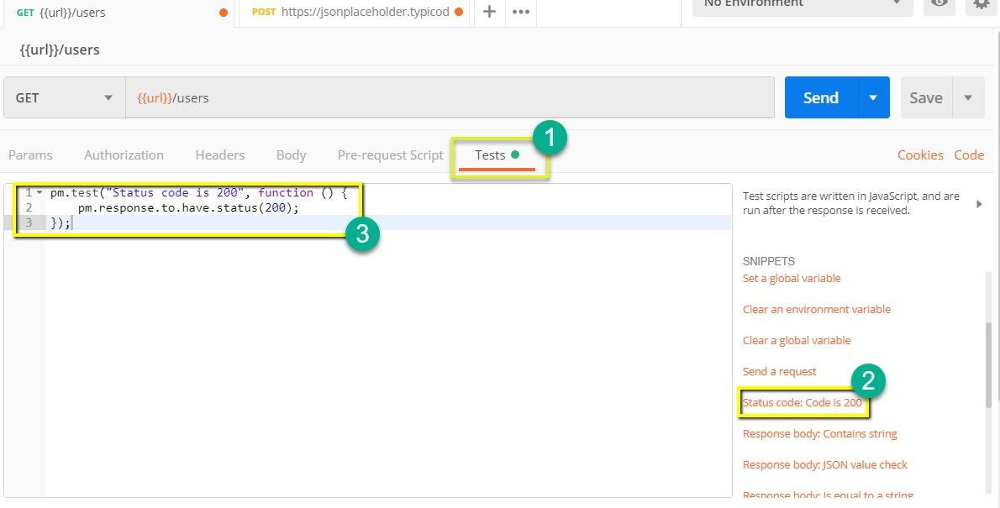 GET {{url}}/users
POST https://jsonplaceholder.typicod
No Environment
{{url}}/users
GET
{{url}}/users
Send
Save
1
Params
Authorization
Headers
Body
Pre-request Script
Tests
Cookies
Code
1 pm.test("Status code is 200", function () {
2 pm.response.to.have.status(200);
3 });
3
Test scripts are written in JavaScript, and are
run after the response is received.
SNIPPETS
Set a global variable
Clear an environment variable
Clear a global variable
Send a request
2
Status code: Code is 200
Response body: Contains string
Response body: JSON value check
Response body: Is equal to a string